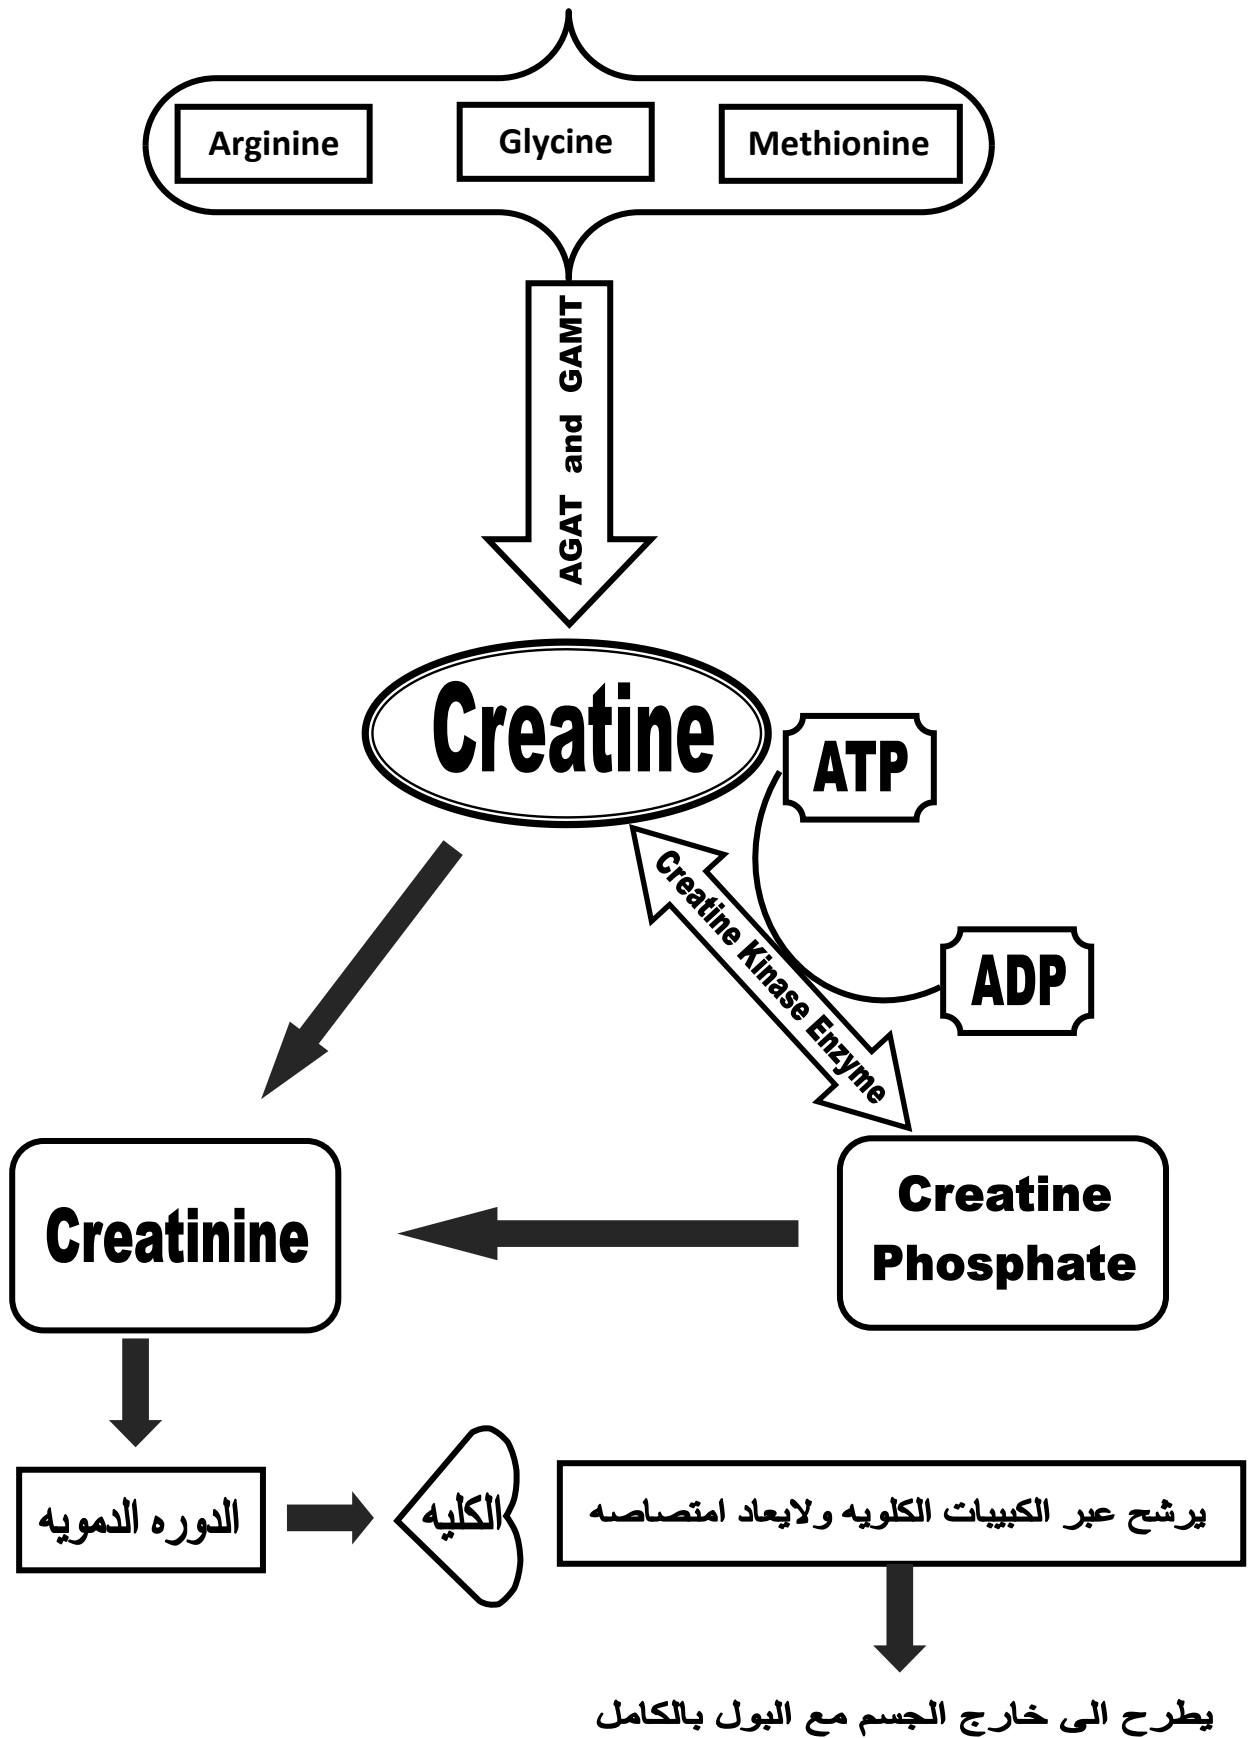 Arginine
Glycine
Methionine
AGAT and GAMT
Creatine
ATP
Creatine Kinase Enzyme
ADP
Creatinine
Creatine
Phosphate
الدوره الدمويه
الكليه
يرشح عبر الكبيبات الكلويه ولايعاد امتصاصه
يطرح الى خارج الجسم مع البول بالكامل